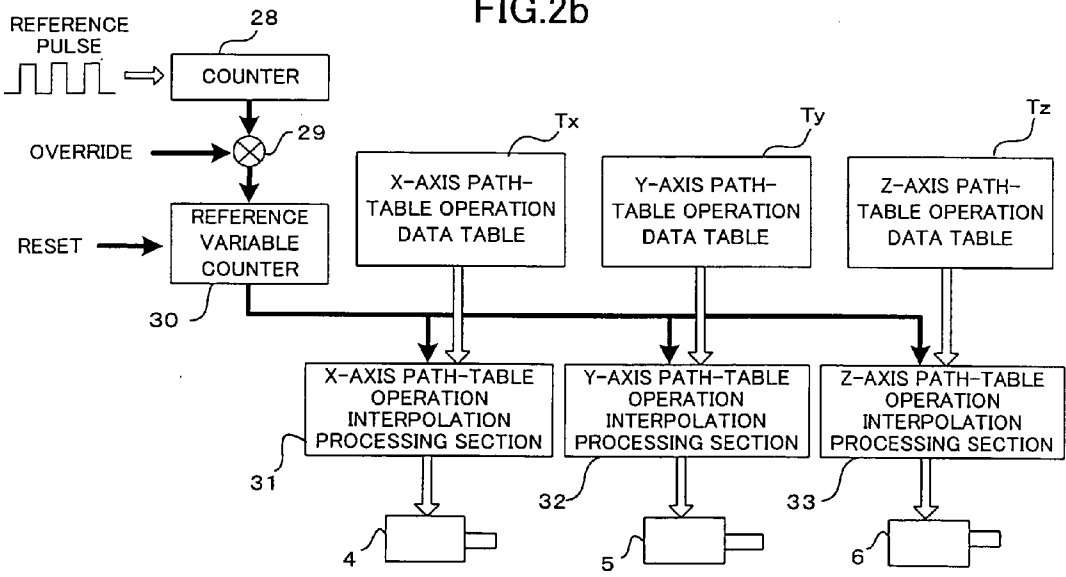 FIG.2b
REFERENCE
PULSE
28
COUNTER
29
OVERRIDE
REFERENCE
VARIABLE
COUNTER
RESET
30
Tx
X-AXIS PATH-
TABLE OPERATION
DATA TABLE
Ty
Y-AXIS PATH-
TABLE OPERATION
DATA TABLE
Tz
Z-AXIS PATH-
TABLE OPERATION
DATA TABLE
X-AXIS PATH-TABLE
OPERATION
INTERPOLATION
PROCESSING SECTION
31
Y-AXIS PATH-TABLE
OPERATION
INTERPOLATION
PROCESSING SECTION
32
Z-AXIS PATH-TABLE
OPERATION
INTERPOLATION
PROCESSING SECTION
33
4
5
6